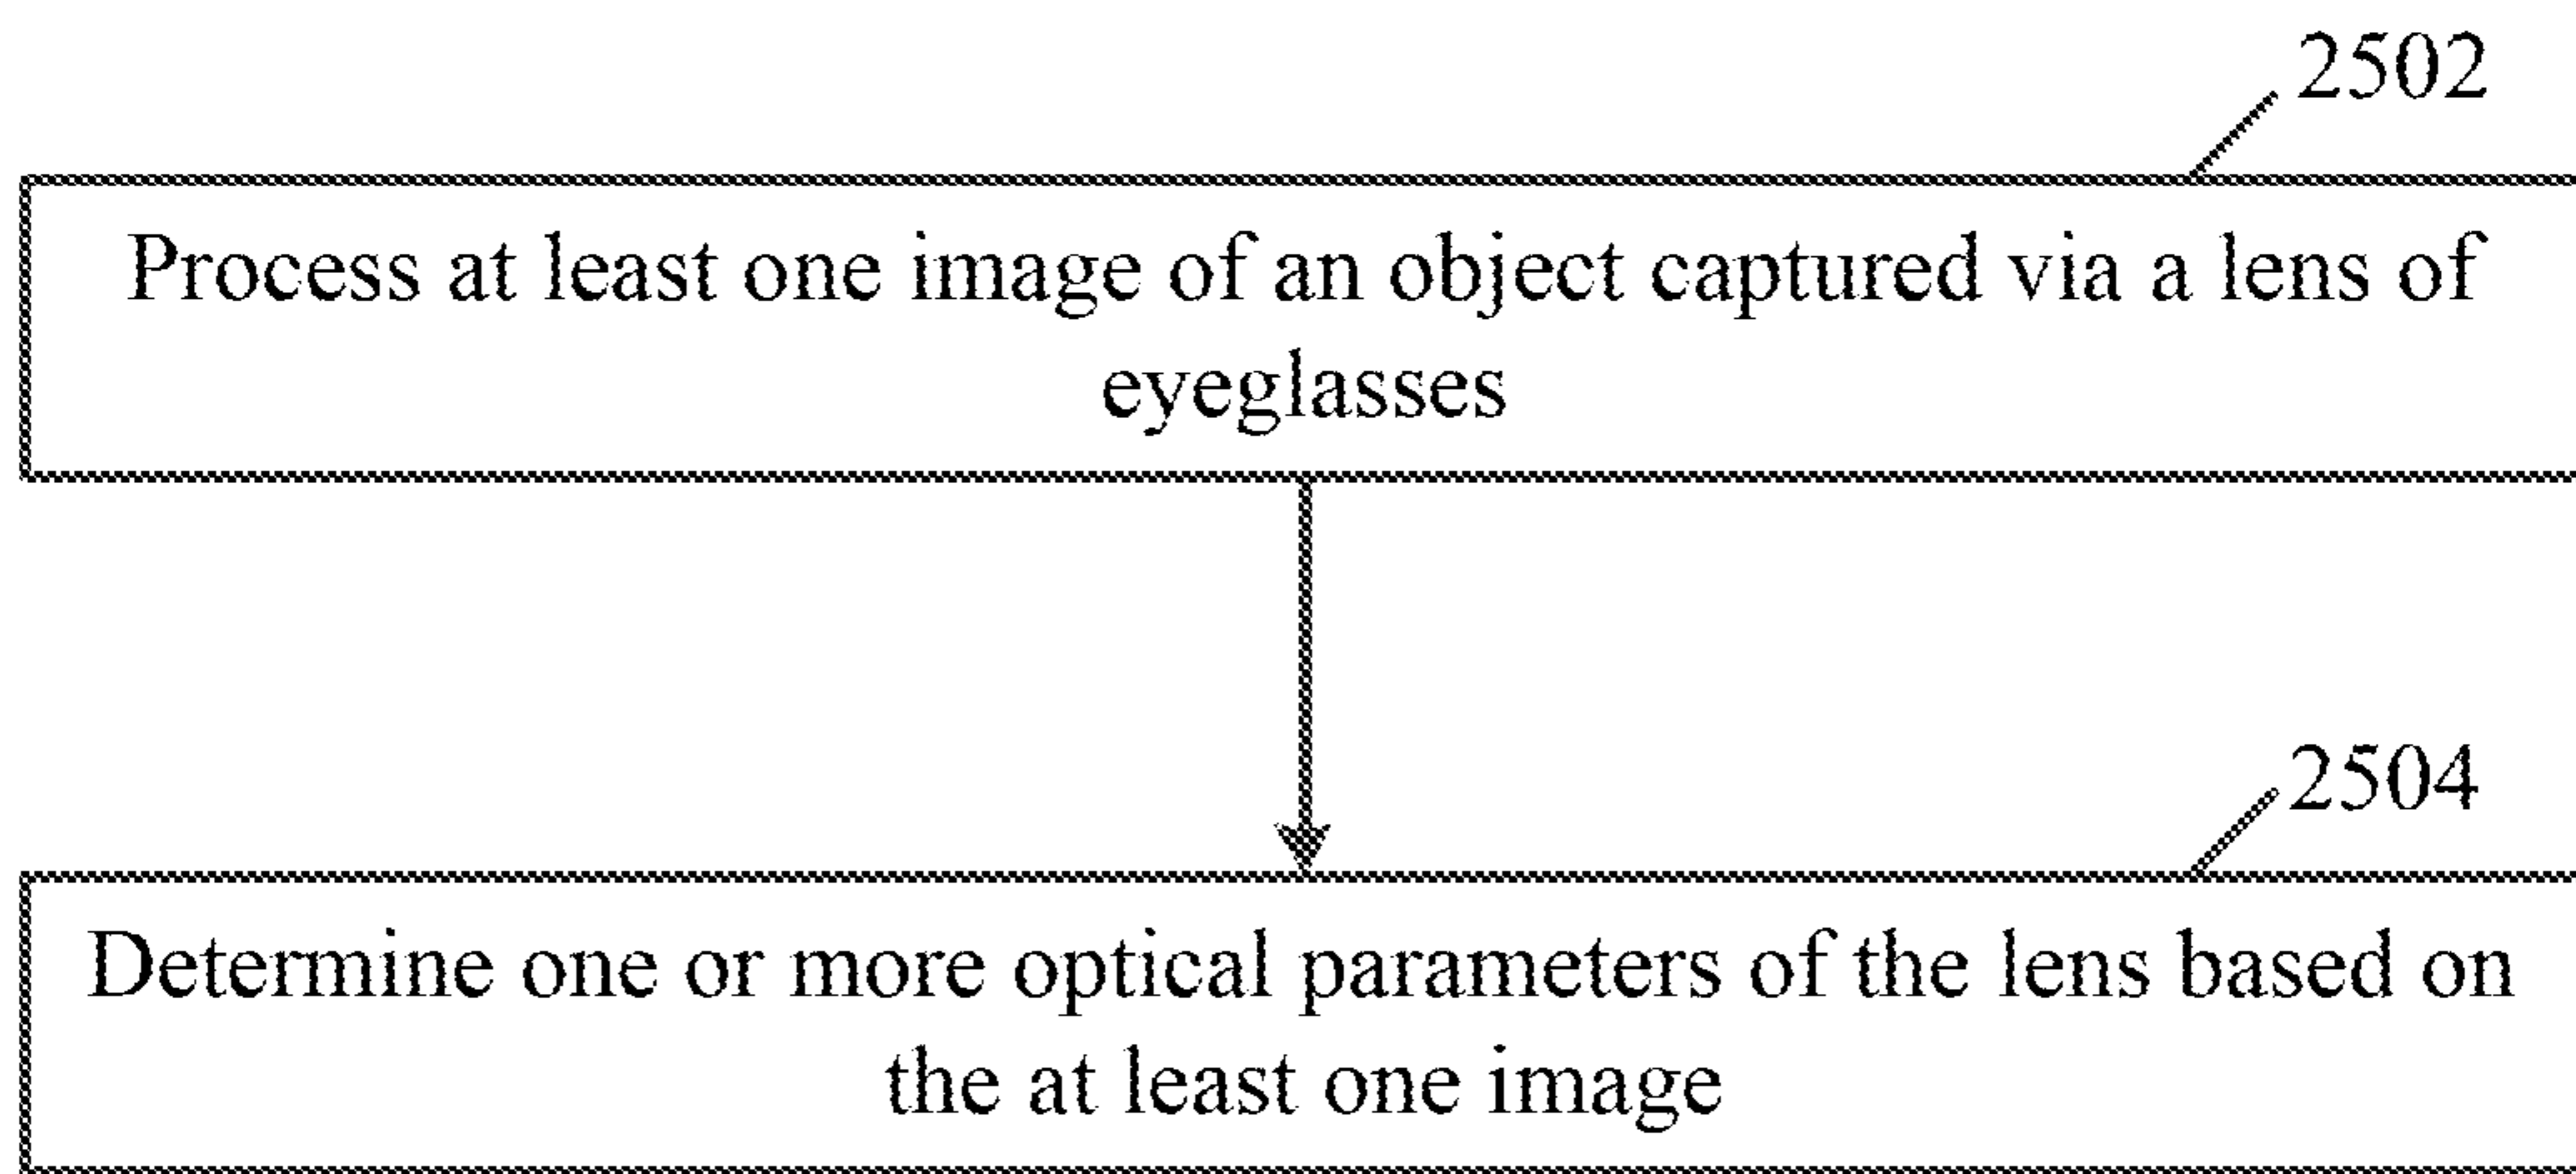 2502
Process at least one image of an object captured via a lens of
eyeglasses
2504
Determine one or more optical parameters of the lens based on
the at least one image